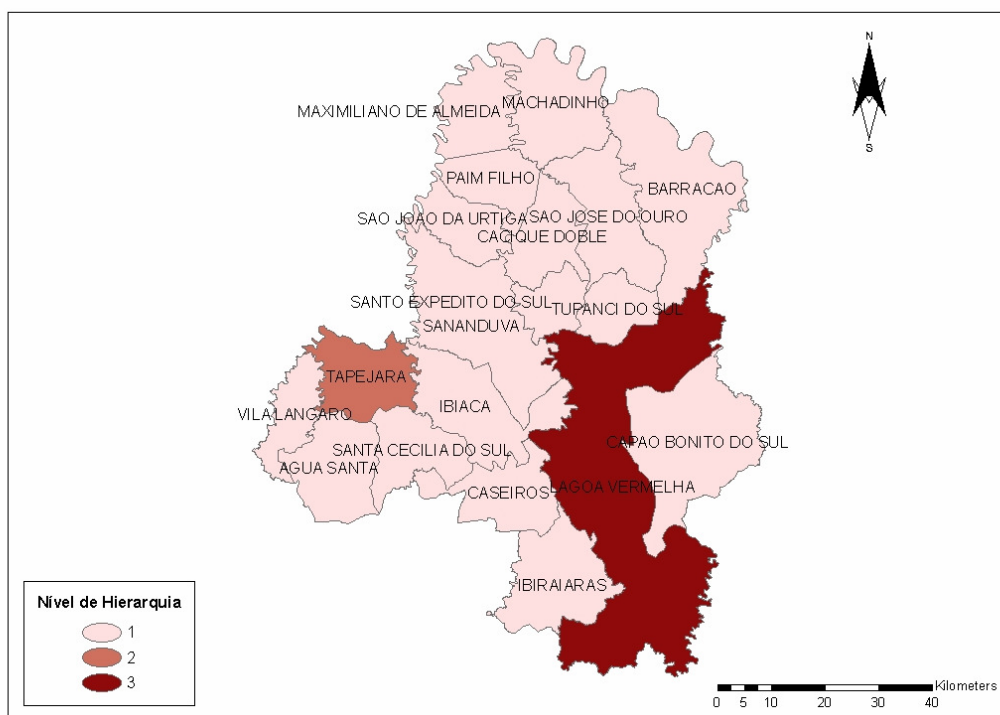 N
S
MAXIMILIANO DE ALMEIDA
MACHADINHO
PAIM FILHO
BARRACAO
SAO JOAO DA URTIGA
SAO JOSE DO OURO
CACIQUE DOBLE
SANTO EXPEDITO DO SUL
TUPANCI DO SUL
SANANDUVA
TAPEJARA
IBIACA
VILA LANGARO
CAPAO BONITO DO SUL
SANTA CECILIA DO SUL
AGUA SANTA
CASEIROS
LAGOA VERMELHA
IBIRAIARAS
Nível de Hierarquia
1
2
3
Kilometers
0 5 10 20 30 40